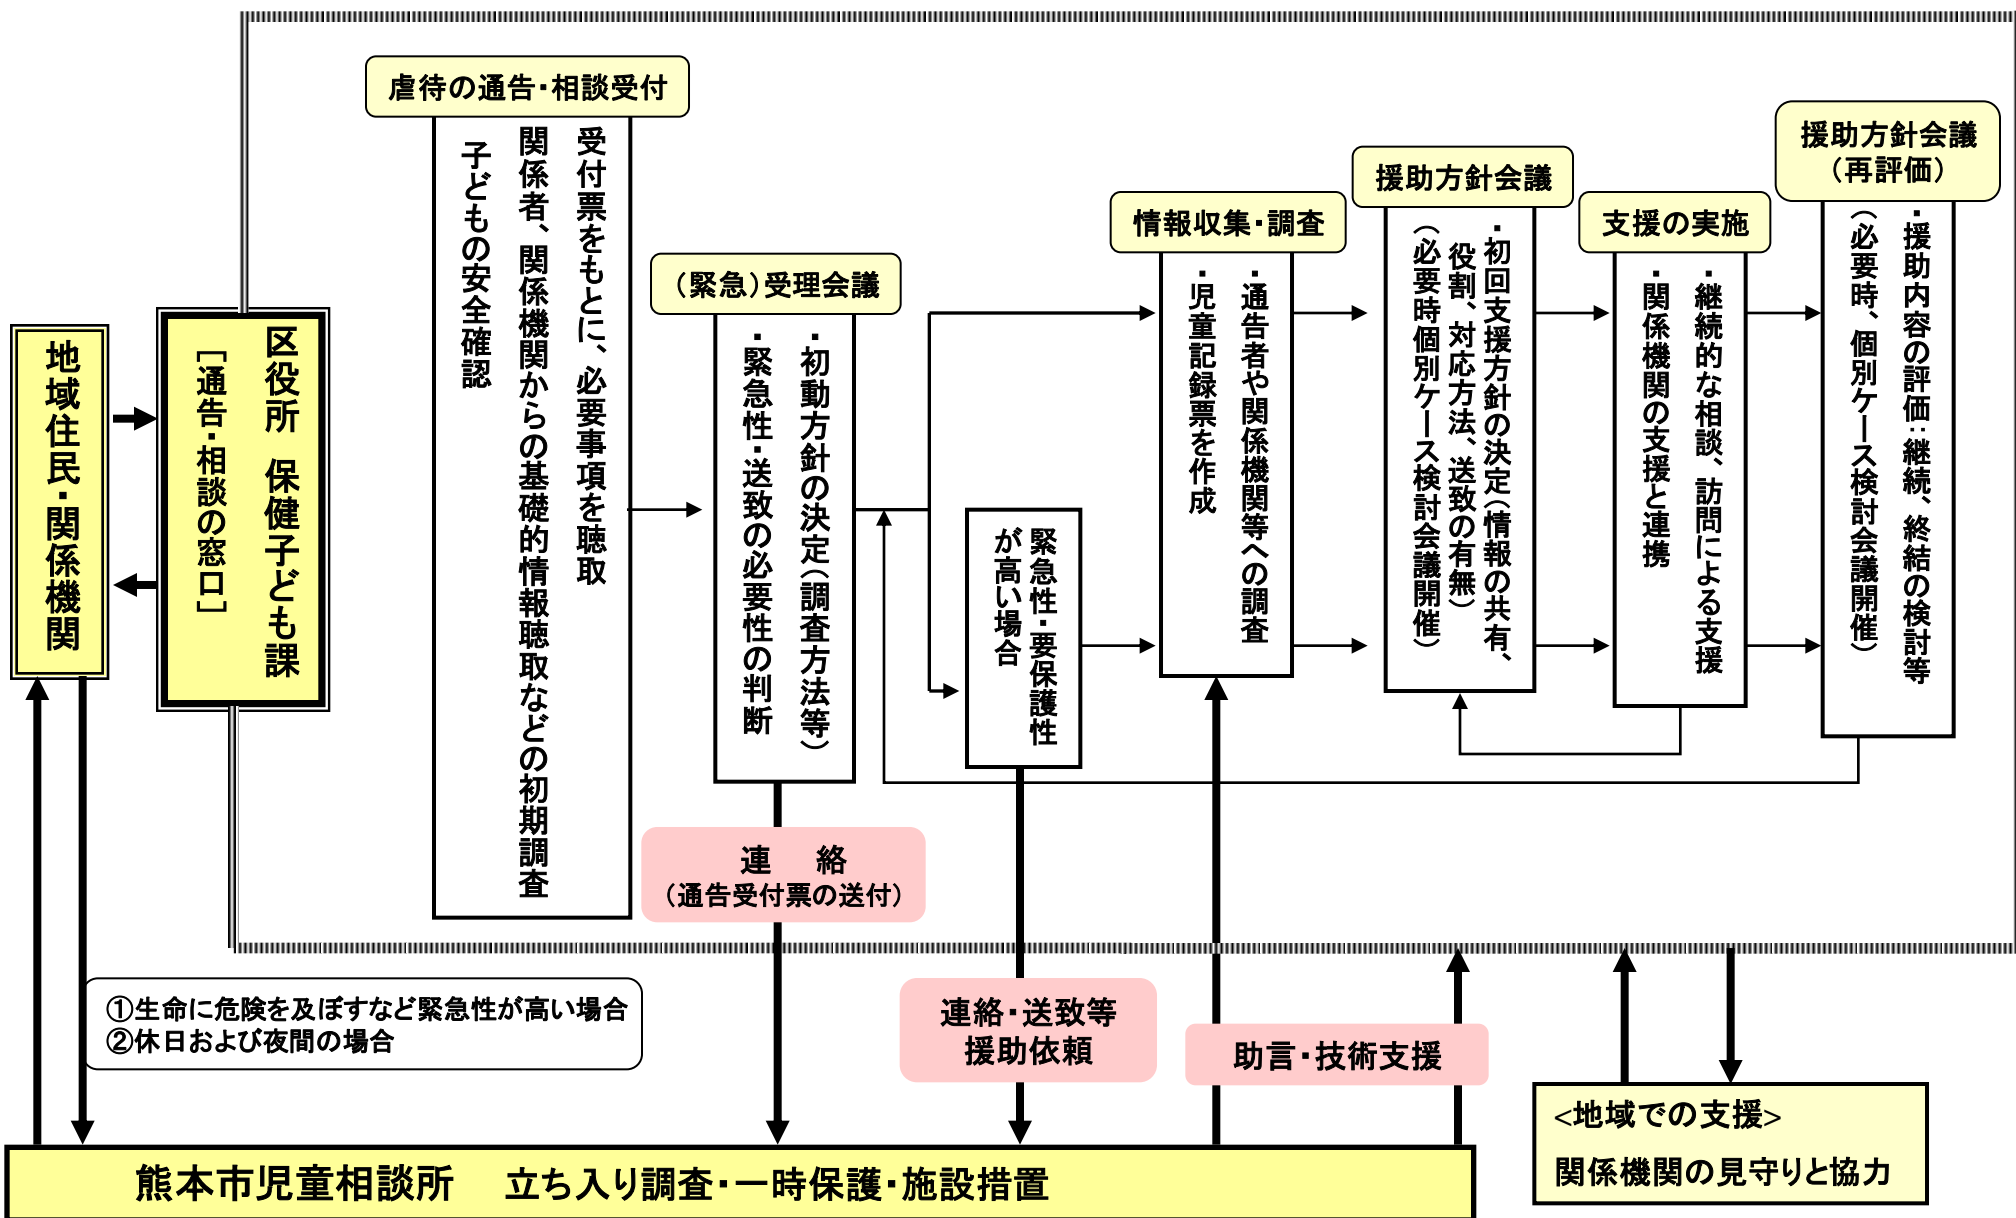 地域住民・関係機関
区役所 保健子ども課
［通告・相談の窓口］
虐待の通告・相談受付
受付票をもとに、必要事項を聴取
関係者、関係機関からの基礎的情報聴取などの初期調査
子どもの安全確認
（緊急）受理会議
・初動方針の決定（調査方法等）
・緊急性・送致の必要性の判断
緊急性・要保護性
が高い場合
情報収集・調査
・通告者や関係機関等への調査
・児童記録票を作成
援助方針会議
・初回支援方針の決定（情報の共有、
役割、対応方法、送致の有無）
（必要時個別ケース検討会議開催）
支援の実施
・継続的な相談、訪問による支援
・関係機関の支援と連携
援助方針会議
（再評価）
・援助内容の評価：継続、終結の検討等
（必要時、個別ケース検討会議開催）
連　絡
（通告受付票の送付）
①生命に危険を及ぼすなど緊急性が高い場合
②休日および夜間の場合
連絡・送致等
援助依頼
助言・技術支援
<地域での支援>
関係機関の見守りと協力
熊本市児童相談所　立ち入り調査・一時保護・施設措置